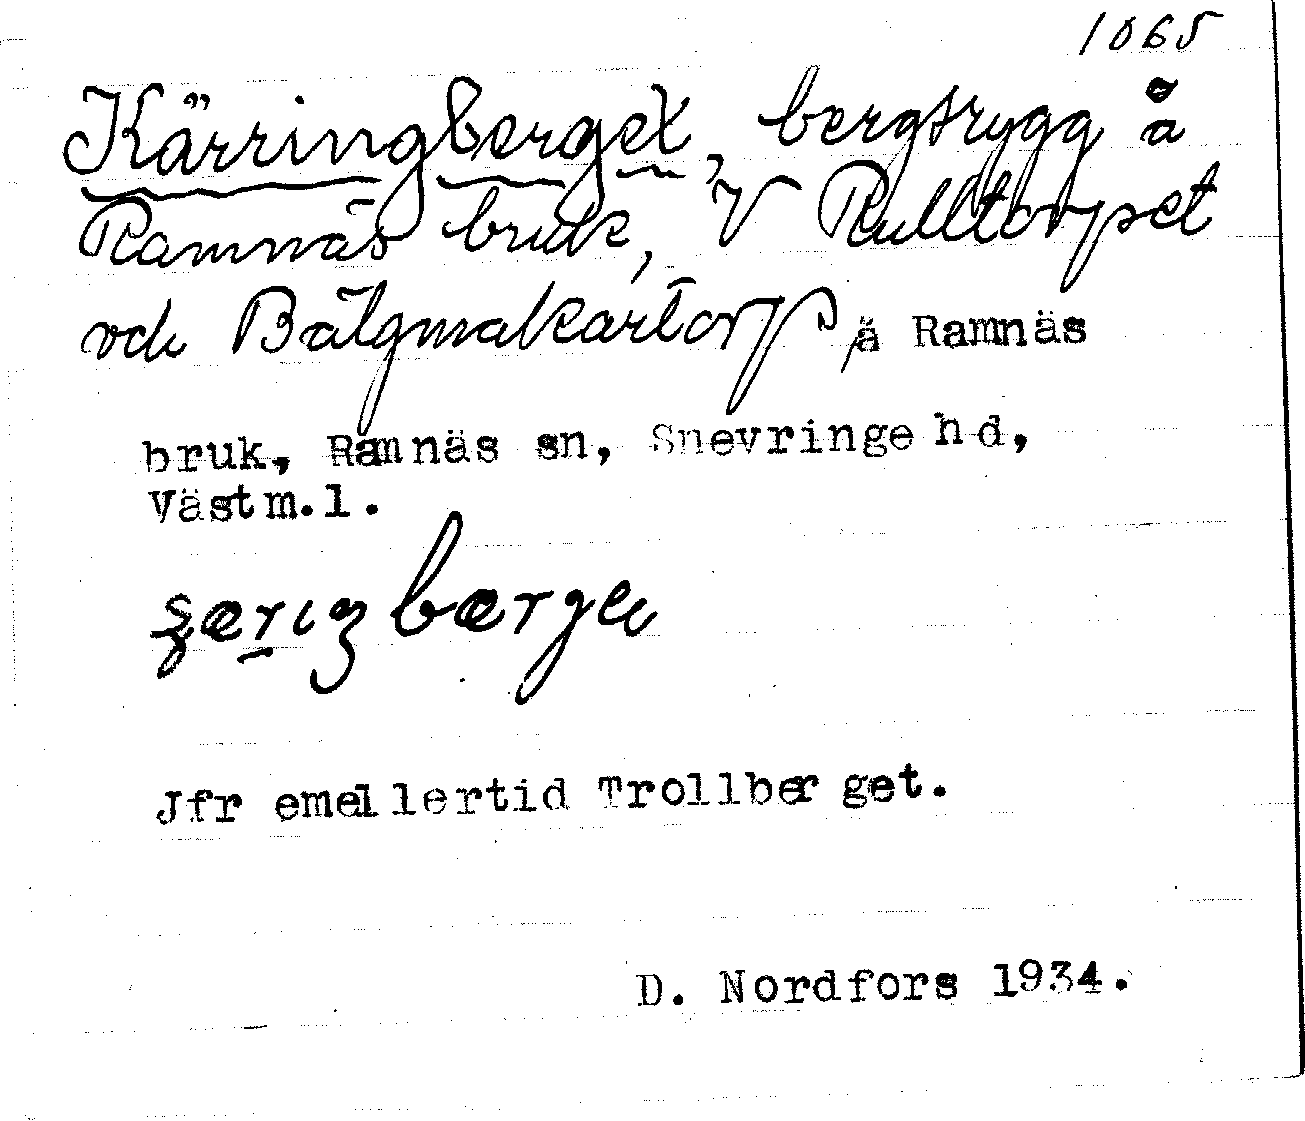 1065
Kärringberget, bergsrygg å
Ramnäs bruk, V Rulltorpet
och Bälgmakartorp, ä Ramnäs
bruk, Ramnäs sn, Snevringe hd,
Västm.l.
Jfr emellertid Trollberget.
D. Nordfors 1934.